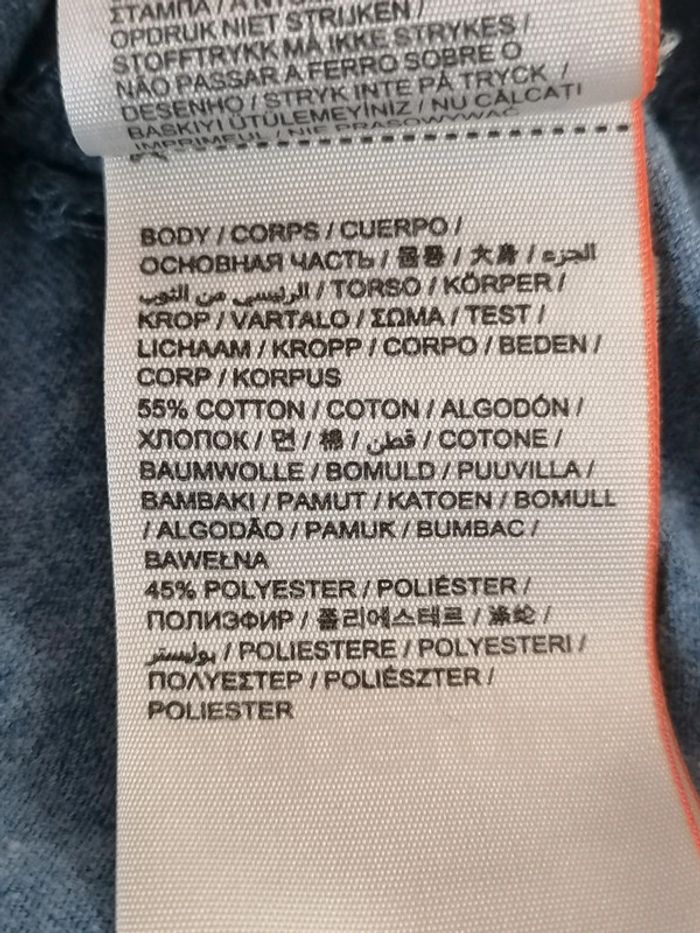 ΣΤΑΜΠΑ /
OPDRUK NIET STRIJKEN /
STOFFTRYKK MÅ IKKE STRYKES /
NÃO PASSAR A FERRO SOBRE O
DESENHO / STRYK INTE PÅ TRYCK /
BASKIYI ÜTÜLEMEYİNİZ / NU CĂLCAȚI
IMPRIMEUL / NIE PRASOWYWAĆ
BODY / CORPS / CUERPO /
ОСНОВНАЯ ЧАСТЬ / 몸통 / 大身 / الجزء
الرئيسي من الثوب / TORSO / KÖRPER /
KROP / VARTALO / ΣΩΜΑ / TEST /
LICHAAM / KROPP / CORPO / BEDEN /
CORP / KORPUS
55% COTTON / COTON / ALGODÓN /
ХЛОПОК / 면 / 棉 / قطن / COTONE /
BAUMWOLLE / BOMULD / PUUVILLA /
BAMBAKI / PAMUT / KATOEN / BOMULL
/ ALGODÃO / PAMUK / BUMBAC /
BAWEŁNA
45% POLYESTER / POLIÉSTER /
ПОЛИЭФИР / 폴리에스테르 / 涤纶 /
بوليستر / POLIESTERE / POLYESTERI /
ΠΟΛΥΕΣΤΕΡ / POLIÉSZTER /
POLIESTER